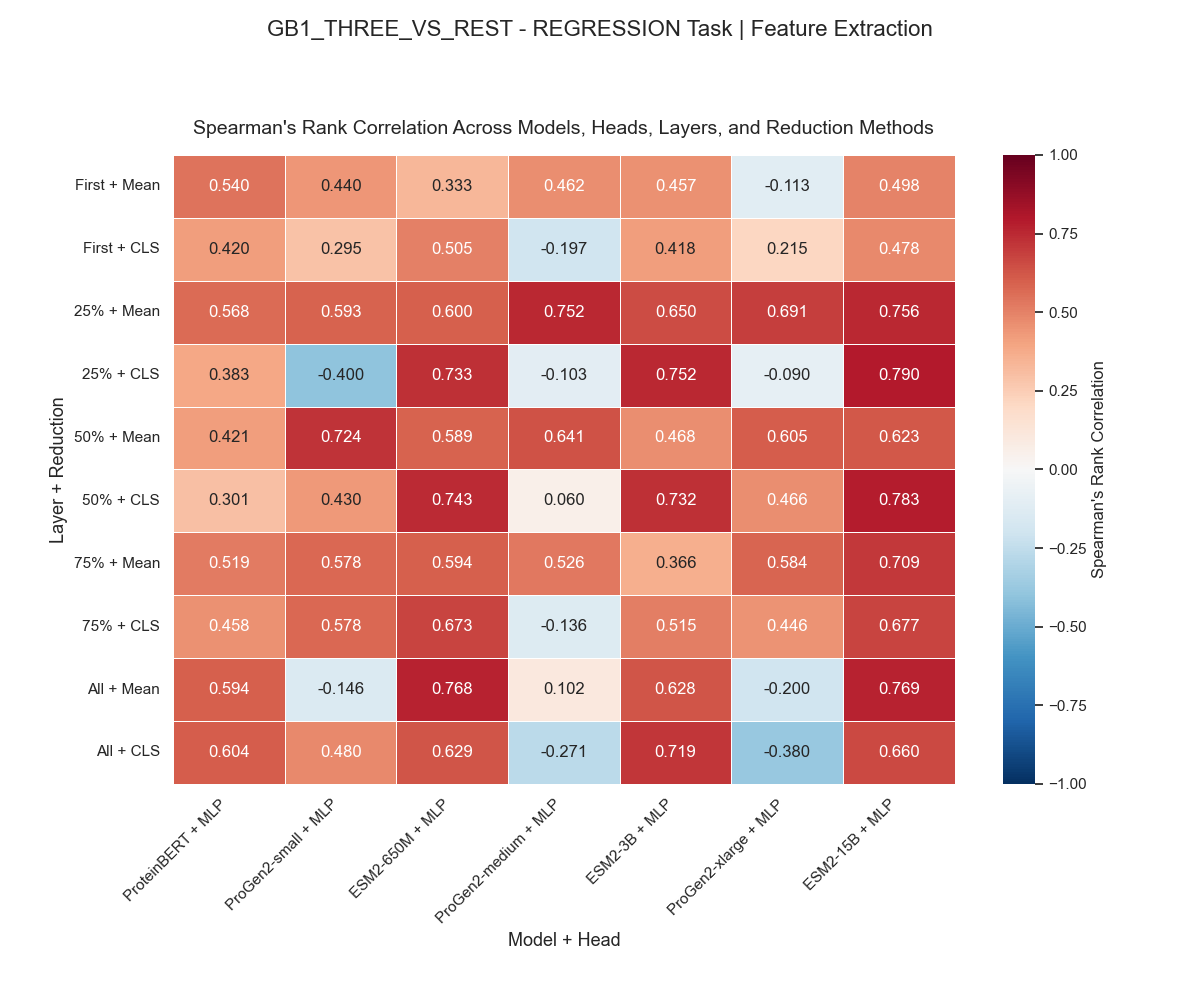 GB1_THREE_VS_REST - REGRESSION Task | Feature Extraction
Spearman's Rank Correlation Across Models, Heads, Layers, and Reduction Methods
Layer + Reduction
First + Mean 0.540 0.440 0.333 0.462 0.457 -0.113 0.498
First + CLS 0.420 0.295 0.505 -0.197 0.418 0.215 0.478
25% + Mean 0.568 0.593 0.600 0.752 0.650 0.691 0.756
25% + CLS 0.383 -0.400 0.733 -0.103 0.752 -0.090 0.790
50% + Mean 0.421 0.724 0.589 0.641 0.468 0.605 0.623
50% + CLS 0.301 0.430 0.743 0.060 0.732 0.466 0.783
75% + Mean 0.519 0.578 0.594 0.526 0.366 0.584 0.709
75% + CLS 0.458 0.578 0.673 -0.136 0.515 0.446 0.677
All + Mean 0.594 -0.146 0.768 0.102 0.628 -0.200 0.769
All + CLS 0.604 0.480 0.629 -0.271 0.719 -0.380 0.660
ProteinBERT + MLP
ProGen2-small + MLP
ESM2-650M + MLP
ProGen2-medium + MLP
ESM2-3B + MLP
ProGen2-xlarge + MLP
ESM2-15B + MLP
Model + Head
1.00
0.75
0.50
0.25
0.00
−0.25
−0.50
−0.75
−1.00
Spearman's Rank Correlation